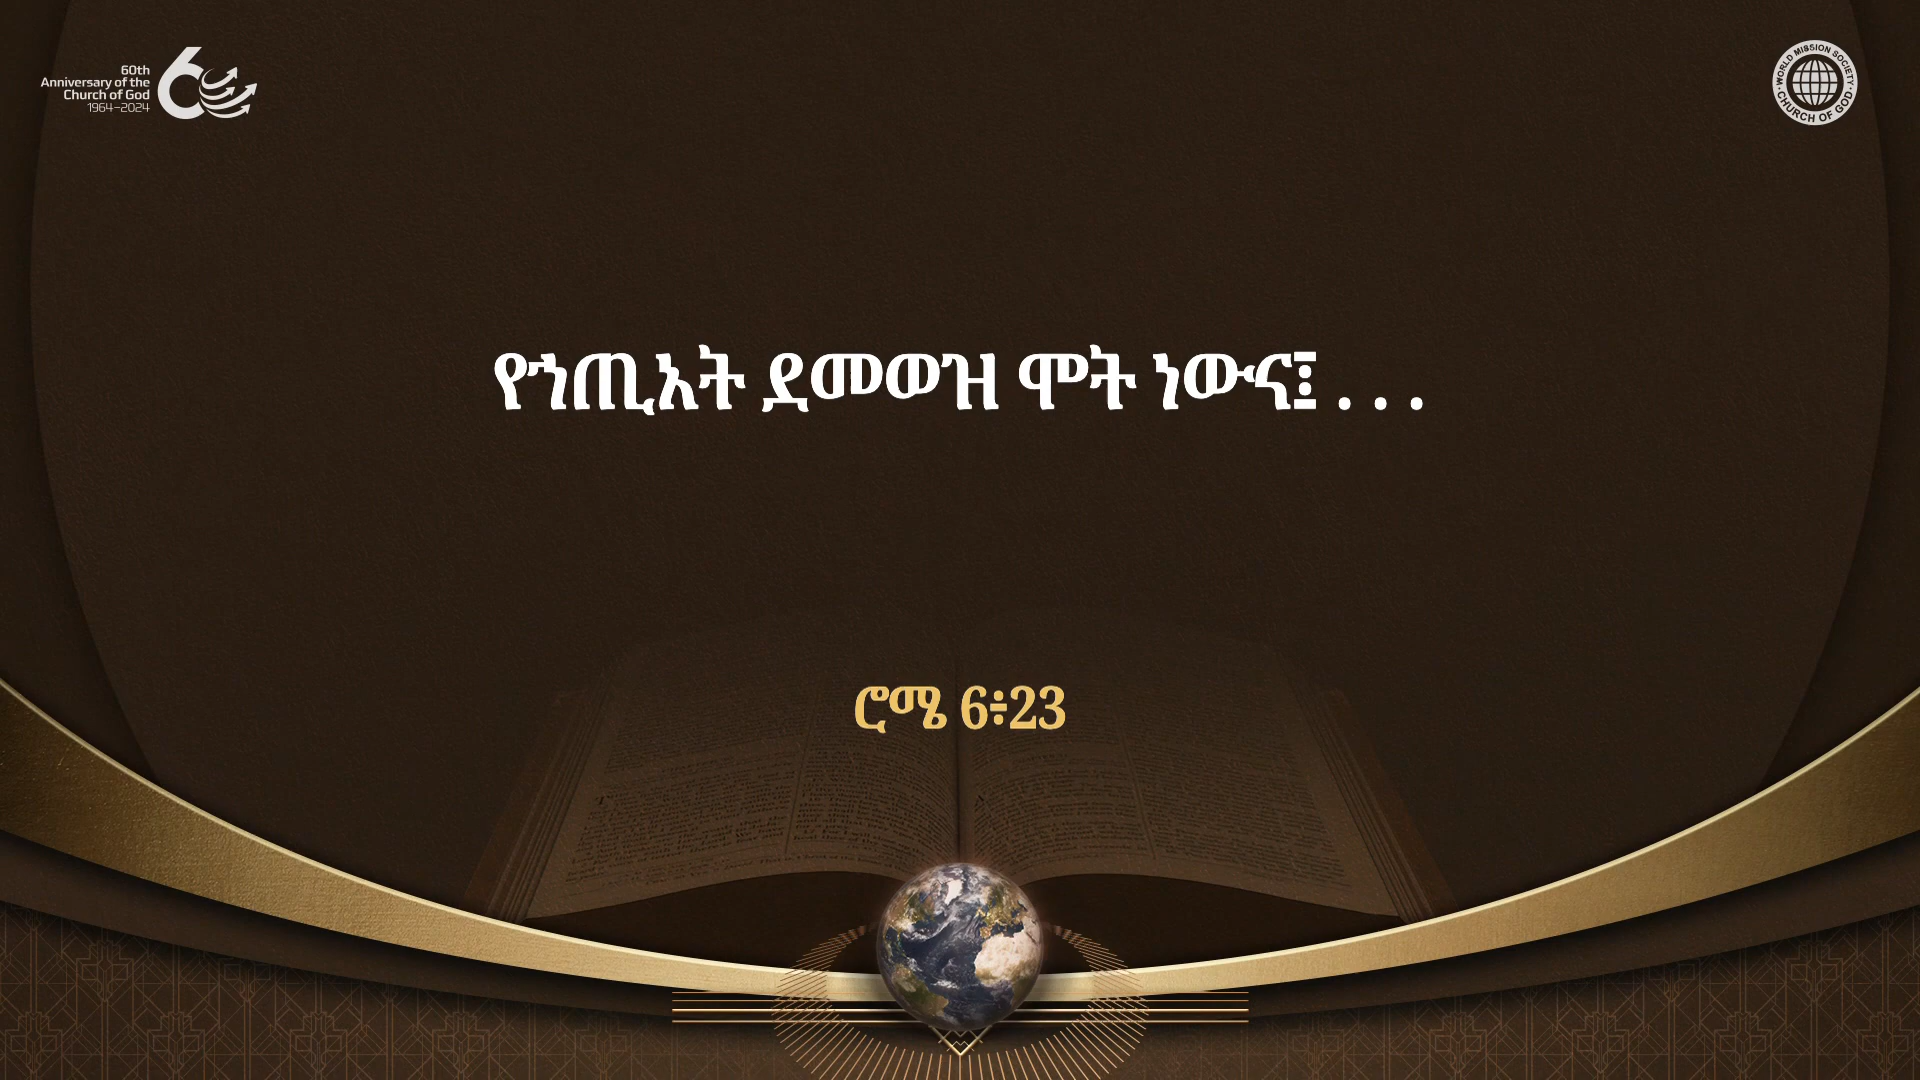 60th
Anniversary of the
Church of God
1964–2024
WORLD MISSION SOCIETY
CHURCH OF GOD
የኀጢአት ደመወዝ ሞት ነውና፤ . . .
ሮሜ 6፥23